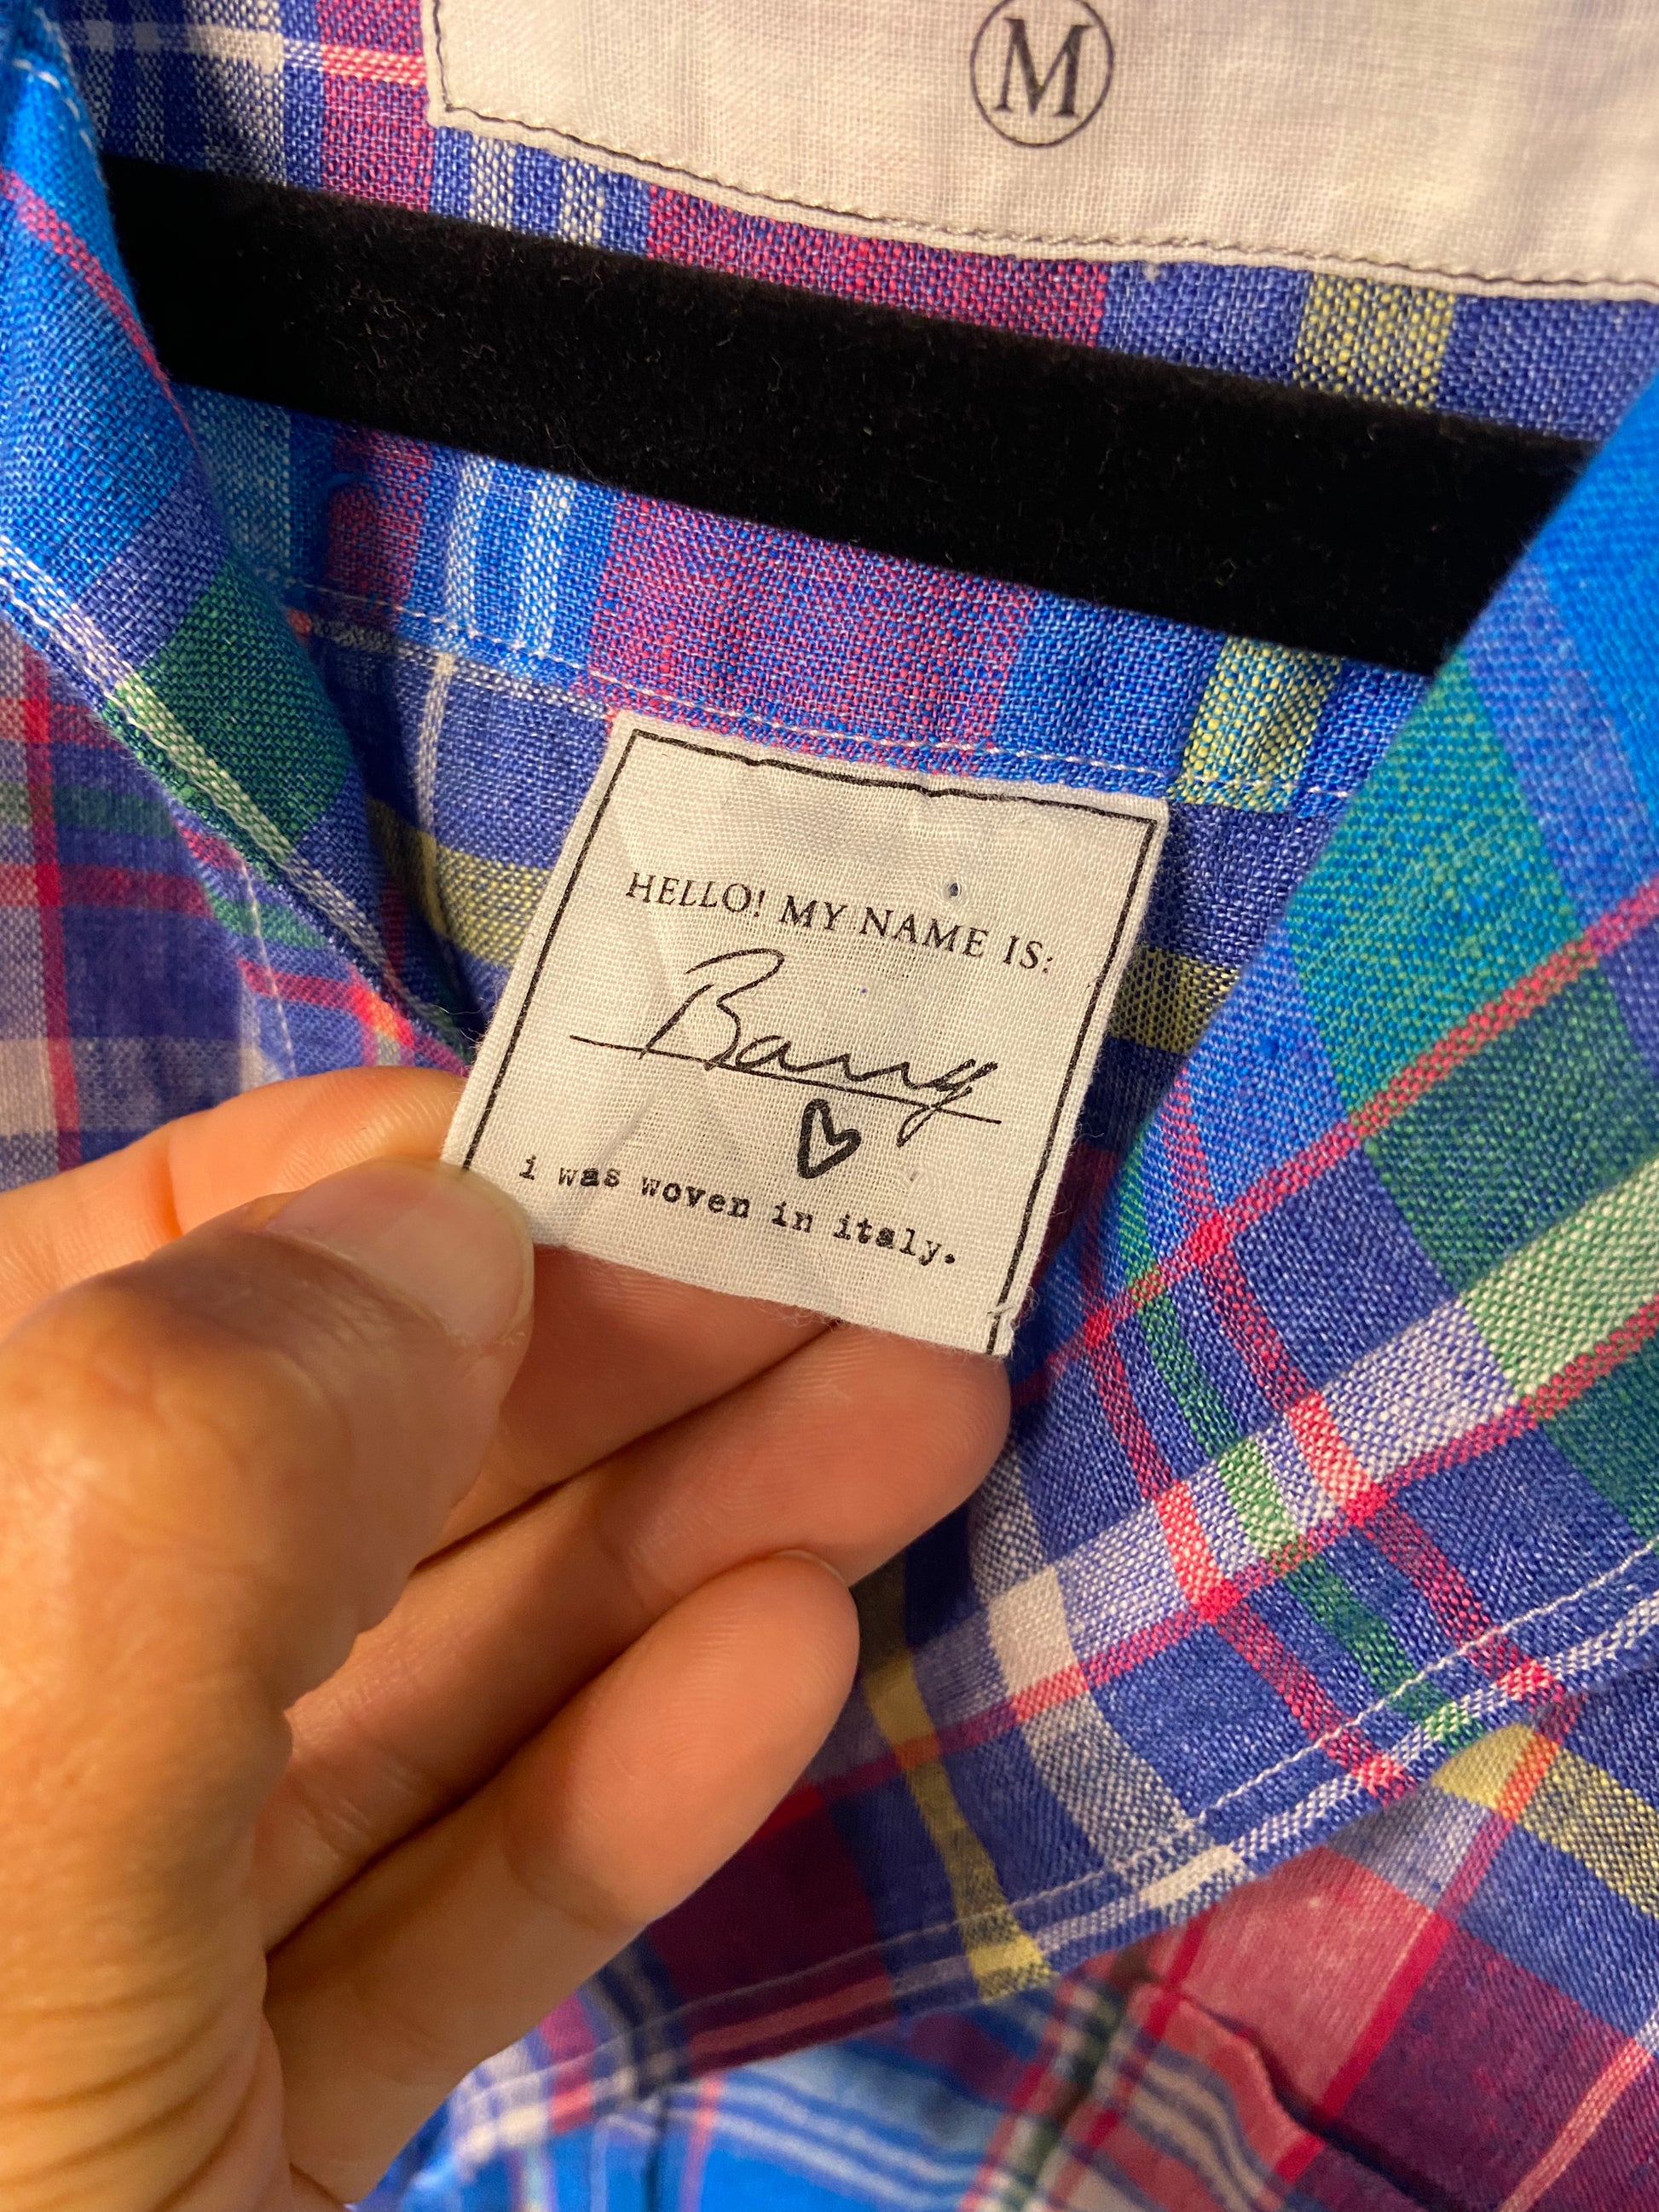 M
HELLO! MY NAME IS:
Barry
i was woven in italy.